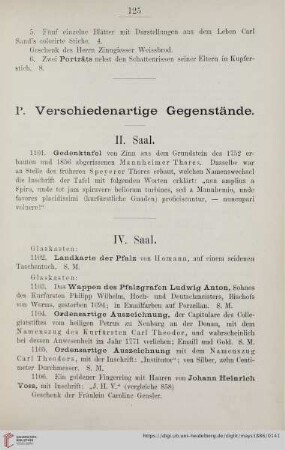 125
5. Fünf einzelne Blätter mit Darstellungen aus dem Leben Carl
Sand's colorirte Stiche. 4.
Geschenk des Herrn Zinngiesser Weissbrod.
6. Zwei Porträts nebst den Schattenrissen seiner Eltern in Kupfer-
stich. 8.
Verschiedenartige Gegenstände.
II. Saal.
1101. Gedenktafel von Zinn aus dem Grundstein des 1752 er-
bauten und 1856 abgerissenen Mannheimer Thores. Dasselbe war
an Stelle des früheren Speyerer Thores erbaut, welchen Namenswechsel
die Inschrift der Tafel mit folgenden Worten erklärt: „nea amplius a
Spira, unde tot jam spiravere belliorum turbines, sed a Monihemio, unde
favores placidissimi (kurfürstliche Gnaden) proficiscuntur, —
IV. Saal.
Glaskasten:
1102. Landkarte der Pfalz von Homann, auf einem seidenen
Taschentuch. S. M.
Glaskasten:
1103. Das Wappen des Pfalzgrafen Ludwig Anton, Sohnes
des Kurfürsten Philipp Wilhelm, Hoch- und Deutschmeisters, Bischofs
von Worms, gestorben 1694; in Emailfarben auf Porzellan. S. M.
1104. Ordensartige Auszeichnung, der Capitulare des Colle-
giatstiftes vom heiligen Petrus zu Neuburg an der Donau, mit dem
Namenszug des Kurfürsten Carl Theodor, und wahrscheinlich
bei dessen Anwesenheit im Jahr 1771 verliehen; Email und Gold. S. M.
1105. Ordensartige Auszeichnung mit dem Namenszug
Carl Theodors, mit der Inschrift: „Institutor“; von Silber, zehn Centi-
meter Durchmesser. S. M.
1106. Ein goldener Fingerring mit Haaren von Johann Heinrich
Voss, mit Inschrift: „J. H. V.“ (vergleiche 858)
Geschenk der Fräulein Caroline Gensler.
UNIVERSITÄTS-
BIBLIOTHEK
HEIDELBERG